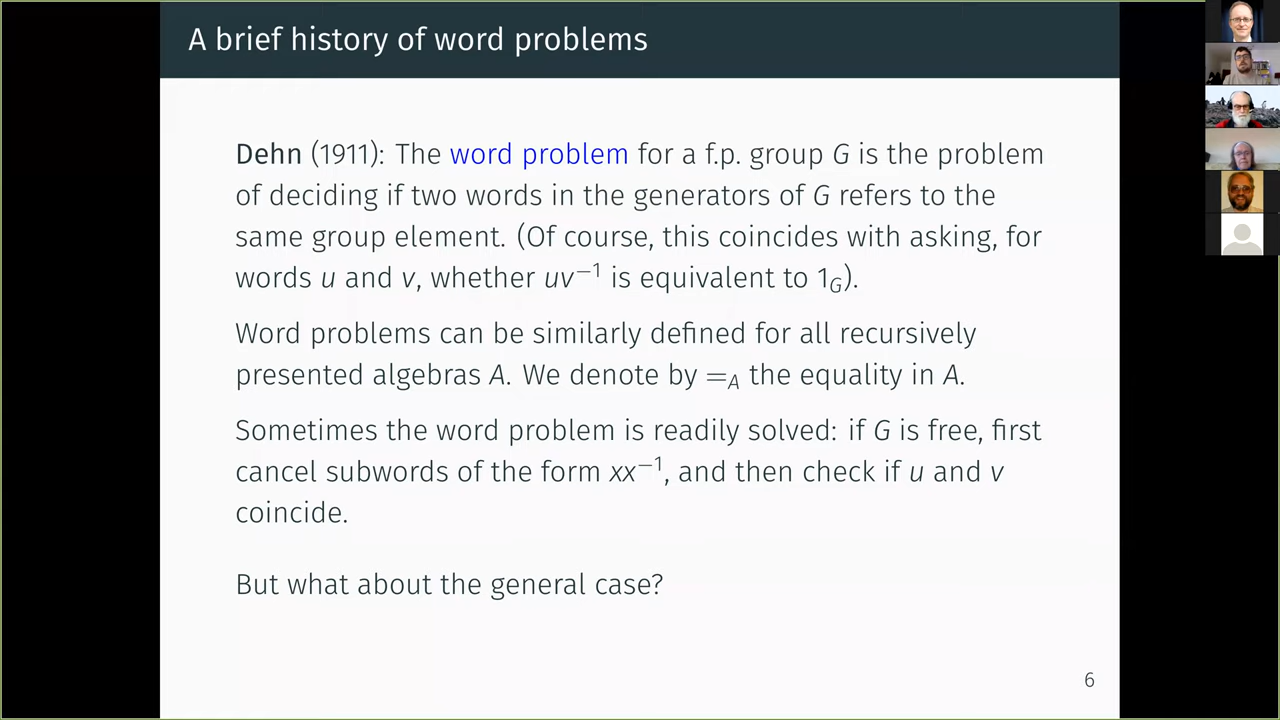 A brief history of word problems
Dehn (1911): The word problem for a f.p. group G is the problem
of deciding if two words in the generators of G refers to the
same group element. (Of course, this coincides with asking, for
words u and v, whether uv⁻¹ is equivalent to 1_G).
Word problems can be similarly defined for all recursively
presented algebras A. We denote by =_A the equality in A.
Sometimes the word problem is readily solved: if G is free, first
cancel subwords of the form xx⁻¹, and then check if u and v
coincide.
But what about the general case?
6